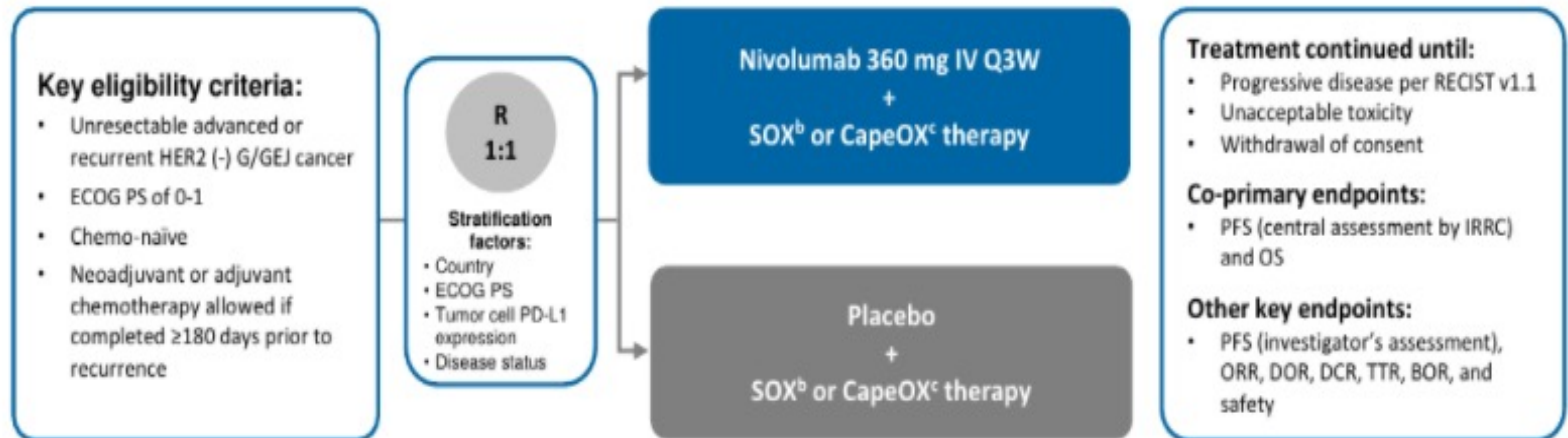 Key eligibility criteria:
• Unresectable advanced or
recurrent HER2 (-) G/GEJ cancer
• ECOG PS of 0-1
• Chemo-naïve
• Neoadjuvant or adjuvant
chemotherapy allowed if
completed ≥180 days prior to
recurrence
R
1:1
Stratification
factors:
• Country
• ECOG PS
• Tumor cell PD-L1
expression
• Disease status
Nivolumab 360 mg IV Q3W
+
SOXᵇ or CapeOXᶜ therapy
Placebo
+
SOXᵇ or CapeOXᶜ therapy
Treatment continued until:
• Progressive disease per RECIST v1.1
• Unacceptable toxicity
• Withdrawal of consent
Co-primary endpoints:
• PFS (central assessment by IRRC)
and OS
Other key endpoints:
• PFS (investigator's assessment),
ORR, DOR, DCR, TTR, BOR, and
safety